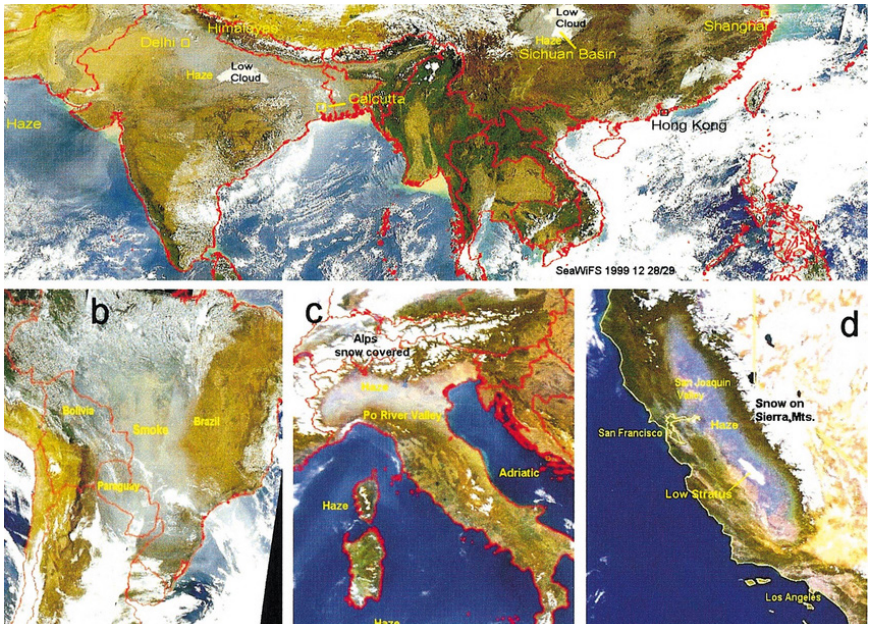 Low
Cloud
Shanghai
Himalayas
Delhi
Haze
Sichuan Basin
Haze
Low
Cloud
Calcutta
Haze
Hong Kong
SeaWiFS 1999 12 28/29
b
Bolivia
Smoke
Brazil
Paraguay
c
Alps
snow covered
Haze
Po River Valley
Adriatic
Haze
Haze
d
San Joaquin
Valley
Snow on
Sierra Mts.
Haze
San Francisco
Low Stratus
Los Angeles